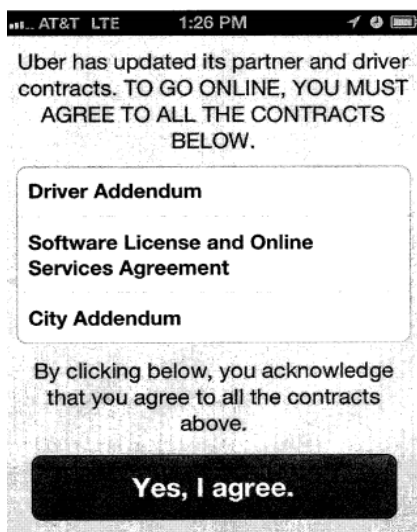 AT&T LTE 1:26 PM
Uber has updated its partner and driver
contracts. TO GO ONLINE, YOU MUST
AGREE TO ALL THE CONTRACTS
BELOW.
Driver Addendum
Software License and Online
Services Agreement
City Addendum
By clicking below, you acknowledge
that you agree to all the contracts
above.
Yes, I agree.